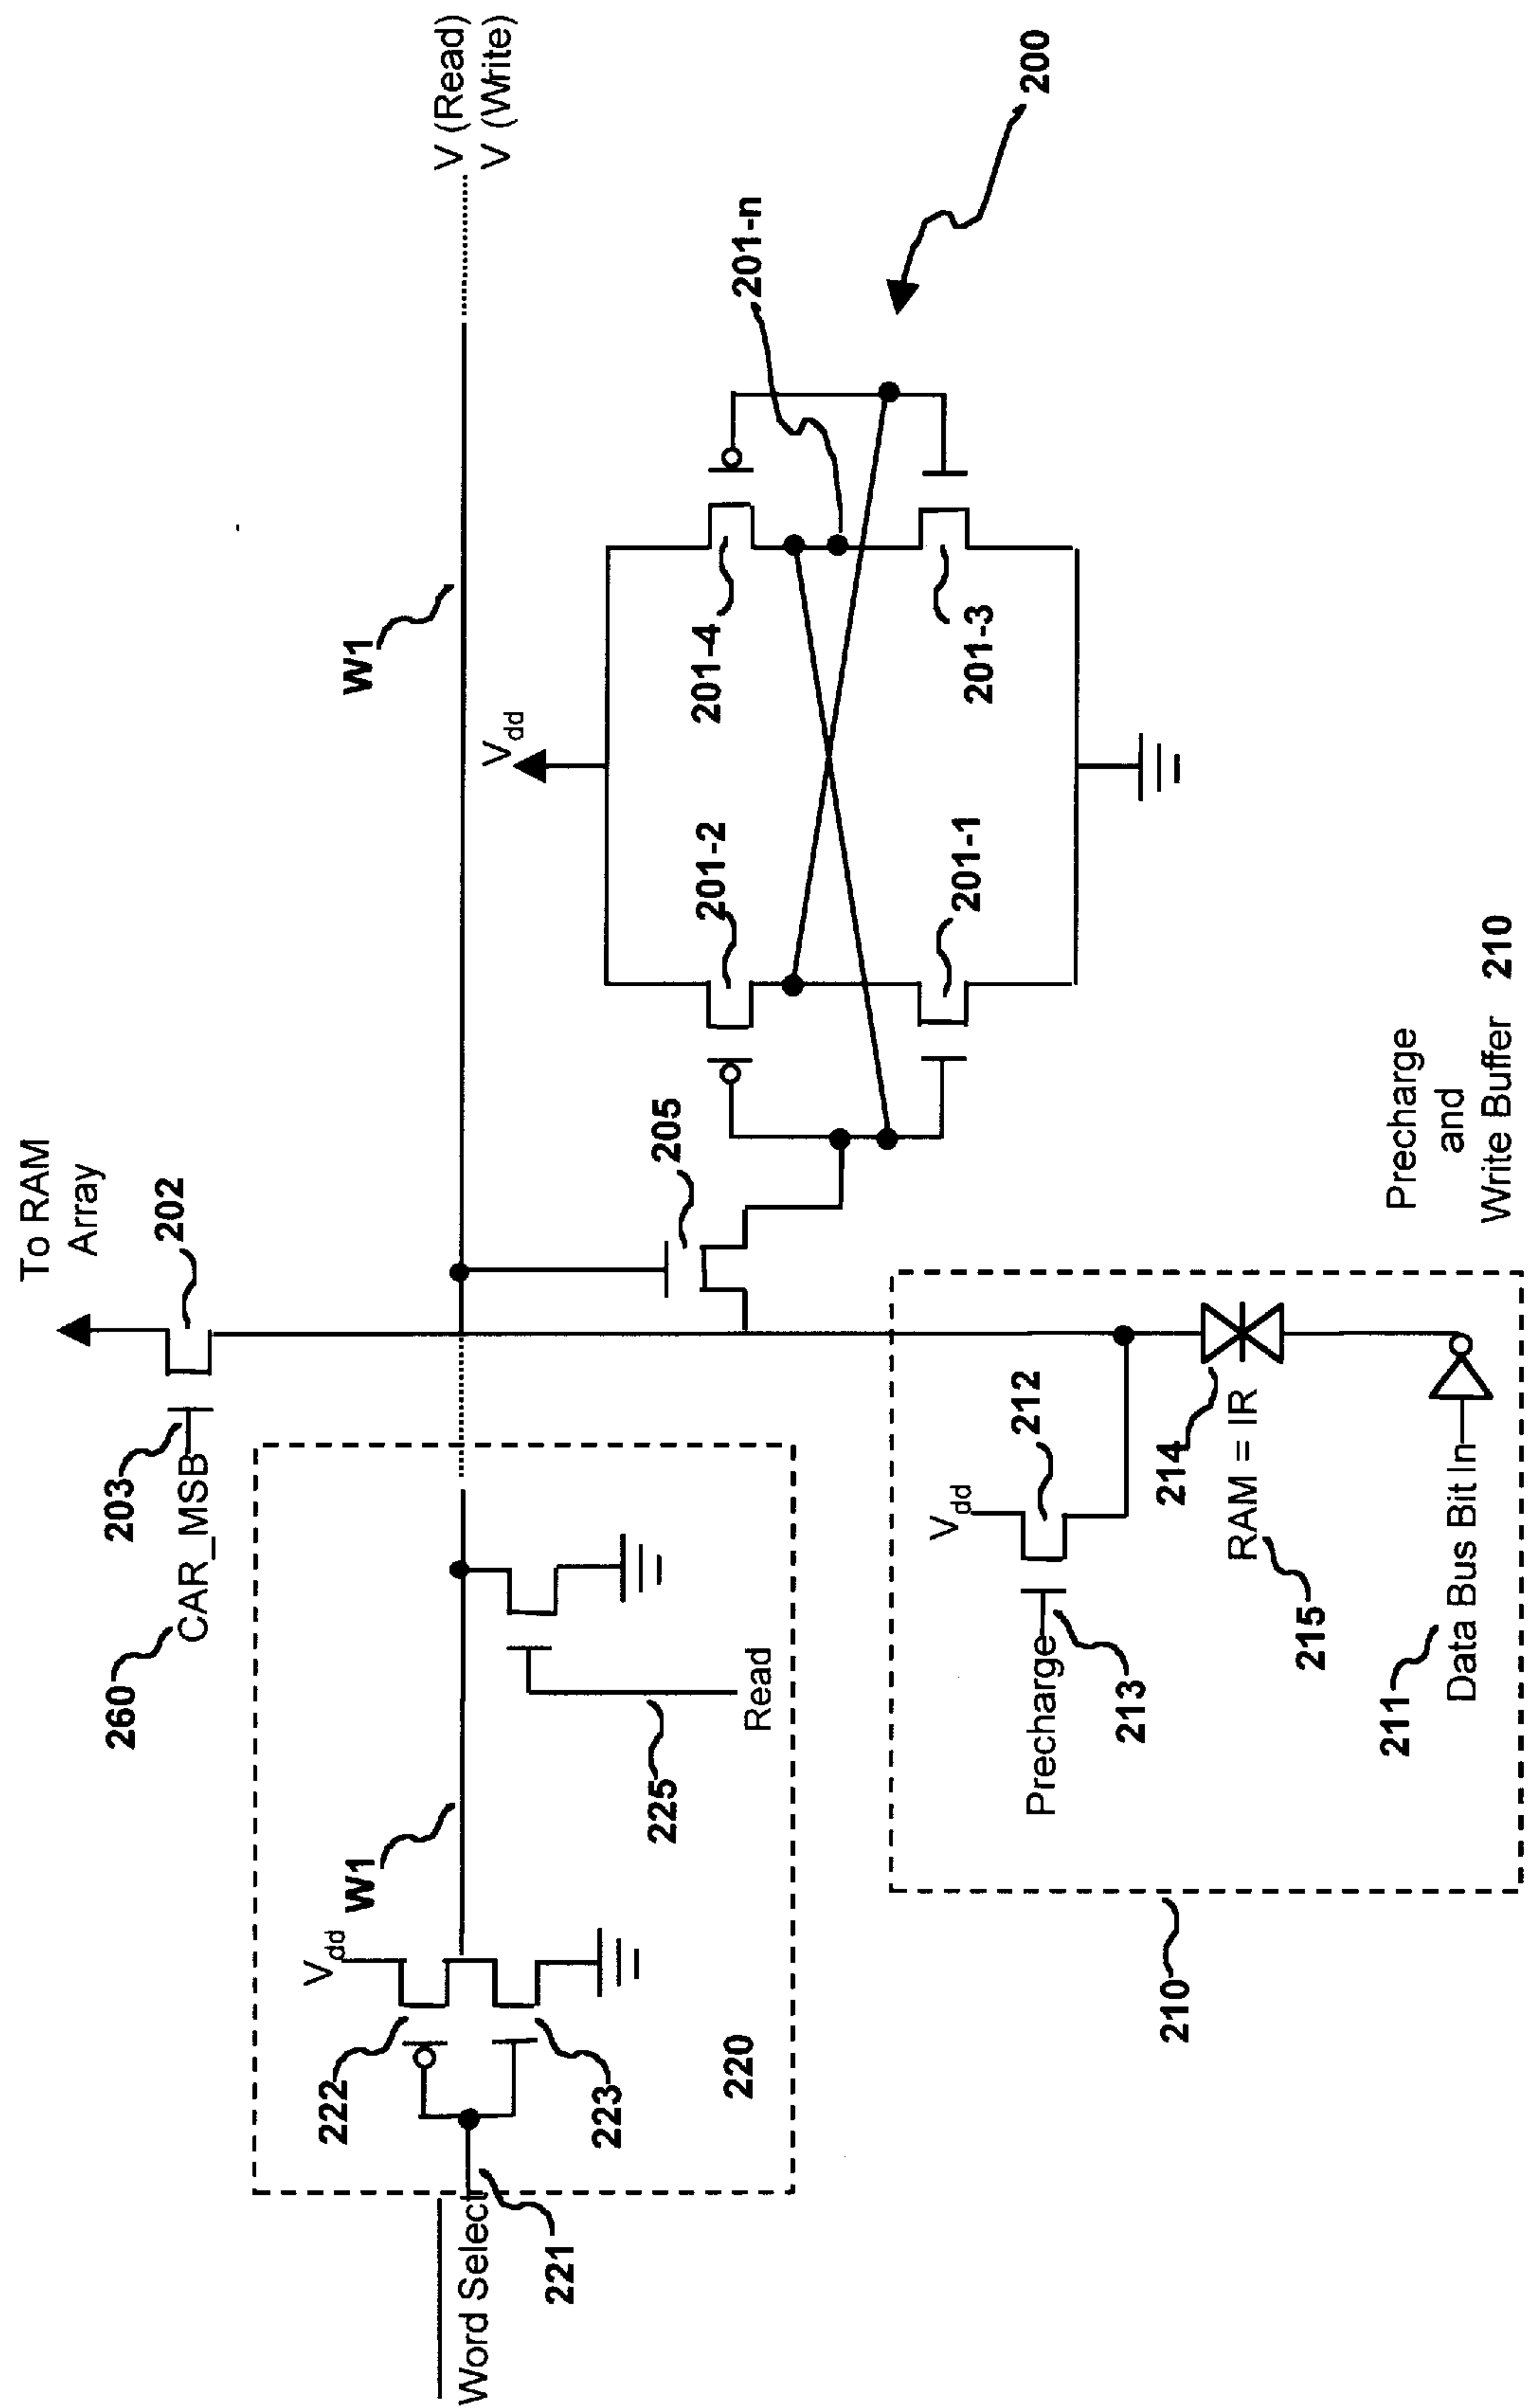 To RAM
Array
202
203
CAR_MSB
260
W1
V (Read)
V (Write)
200
Vdd
201-n
201-4
201-2
201-3
201-1
205
Word Select
221
Vdd
222
223
220
W1
225
Read
210
Vdd
212
Precharge
213
214
RAM = IR
215
211
Data Bus Bit In
Precharge
and
Write Buffer 210